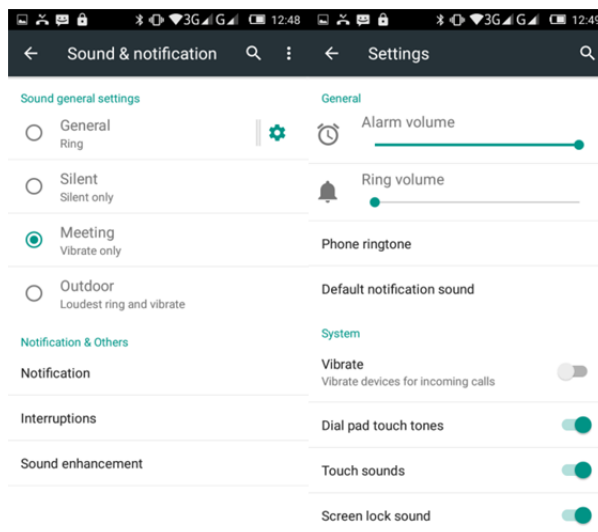 3G G 12:48
Sound & notification
Sound general settings
General
Ring
Silent
Silent only
Meeting
Vibrate only
Outdoor
Loudest ring and vibrate
Notification & Others
Notification
Interruptions
Sound enhancement
3G G 12:49
Settings
General
Alarm volume
Ring volume
Phone ringtone
Default notification sound
System
Vibrate
Vibrate devices for incoming calls
Dial pad touch tones
Touch sounds
Screen lock sound